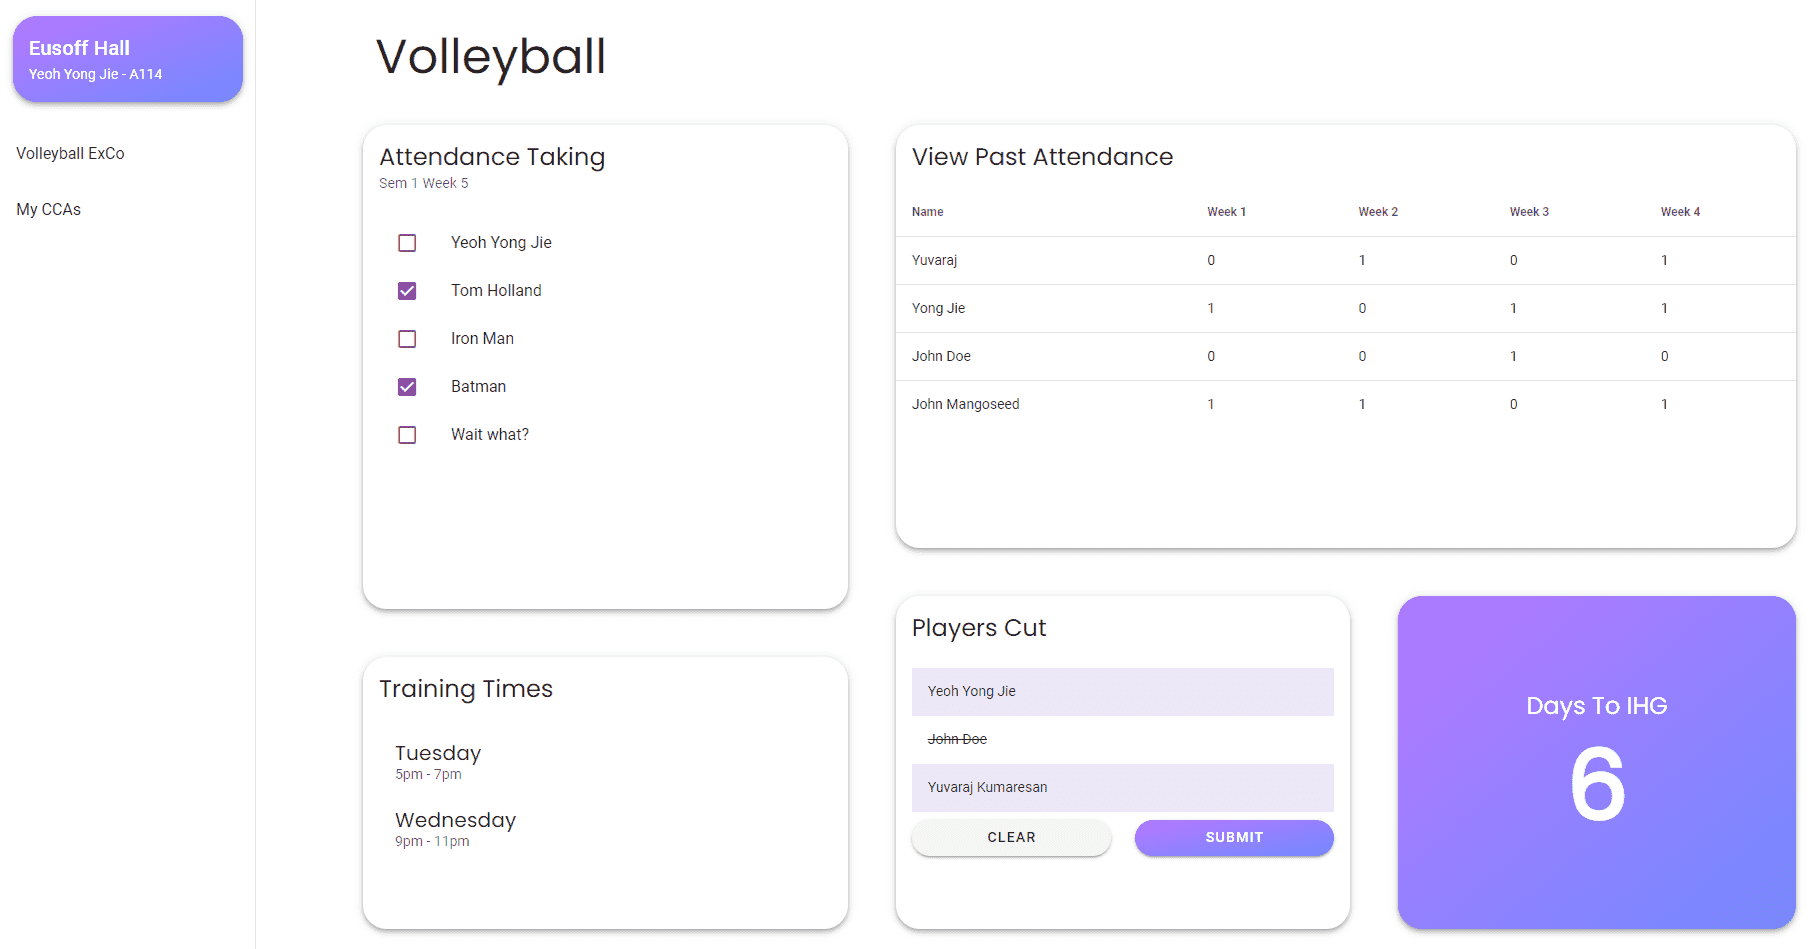 Eusoff Hall
Yeoh Yong Jie - A114
Volleyball ExCo
My CCAs
Volleyball
Attendance Taking
Sem 1 Week 5
Yeoh Yong Jie
Tom Holland
Iron Man
Batman
Wait what?
Training Times
Tuesday
5pm - 7pm
Wednesday
9pm - 11pm
View Past Attendance
Name Week 1 Week 2 Week 3 Week 4
Yuvaraj 0 1 0 1
Yong Jie 1 0 1 1
John Doe 0 0 1 0
John Mangoseed 1 1 0 1
Players Cut
Yeoh Yong Jie
John Doe
Yuvaraj Kumaresan
CLEAR SUBMIT
Days To IHG
6